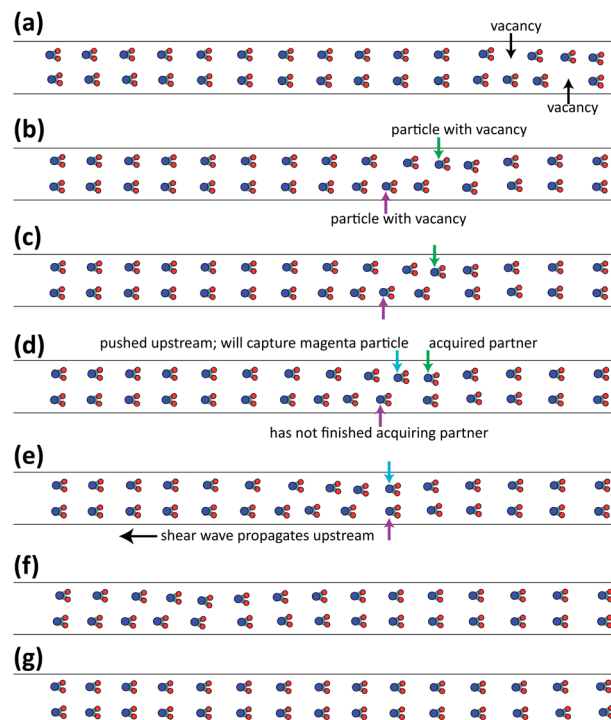 (a)
vacancy
vacancy
(b)
particle with vacancy
particle with vacancy
(c)
(d)
pushed upstream; will capture magenta particle acquired partner
has not finished acquiring partner
(e)
shear wave propagates upstream
(f)
(g)